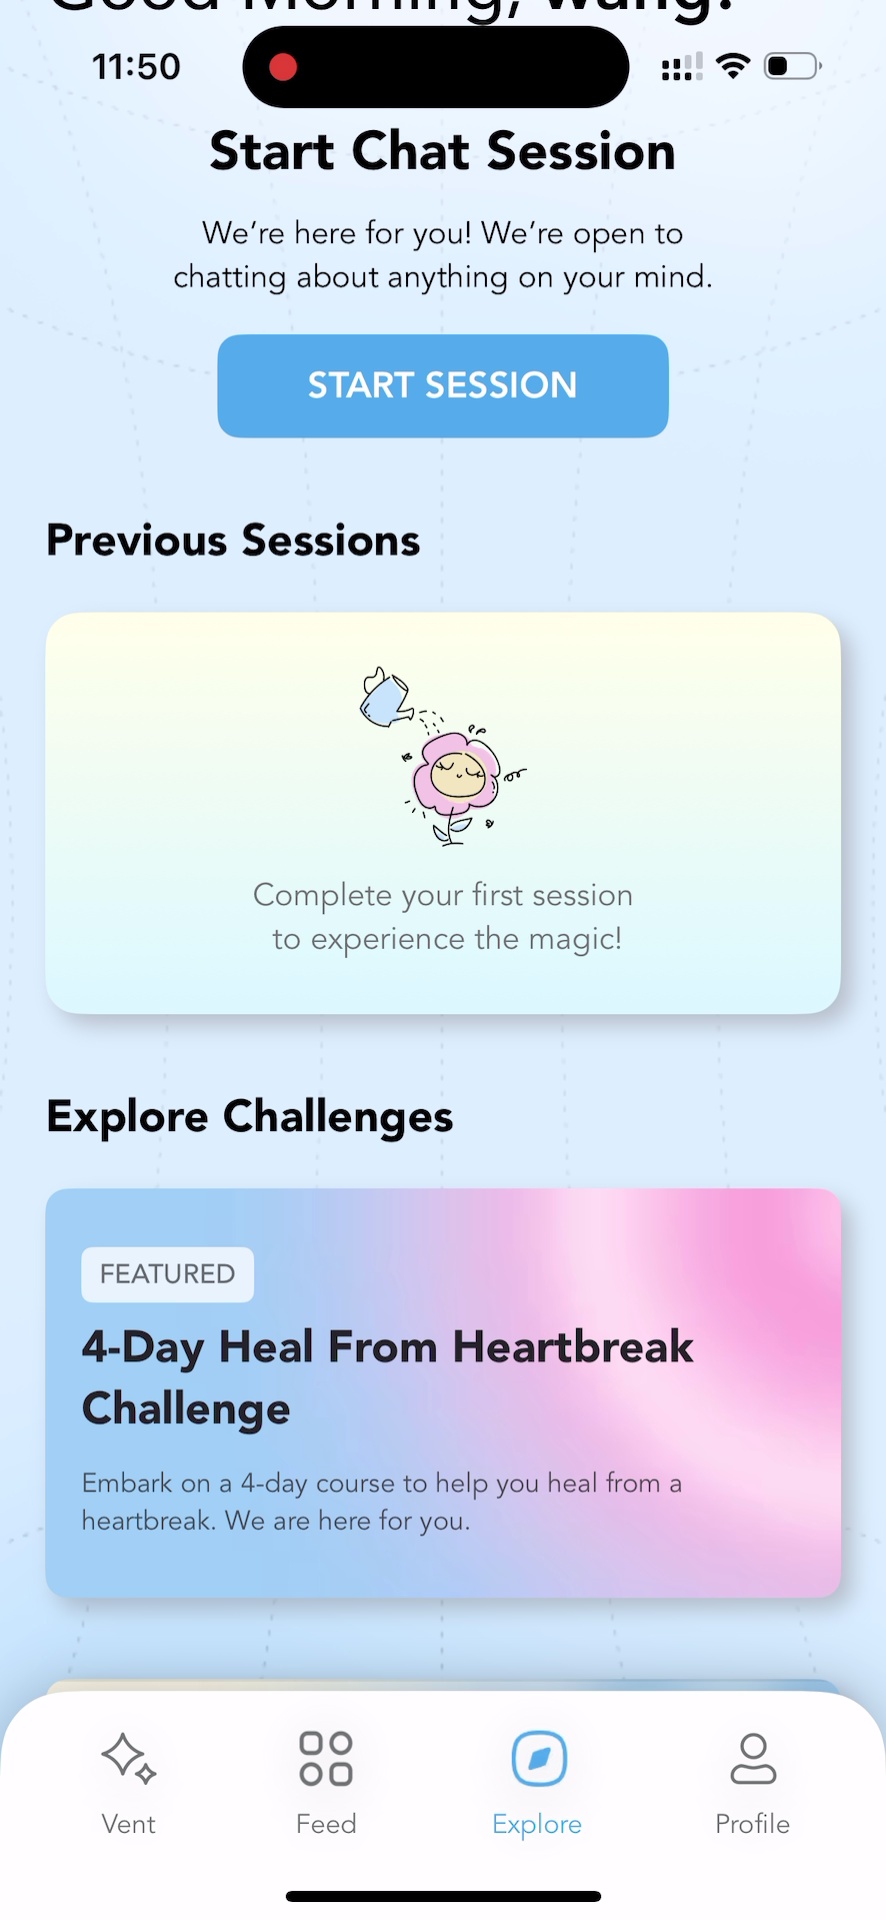 Good Morning, wang!
11:50
Start Chat Session
We’re here for you! We’re open to
chatting about anything on your mind.
START SESSION
Previous Sessions
Complete your first session
to experience the magic!
Explore Challenges
FEATURED
4-Day Heal From Heartbreak
Challenge
Embark on a 4-day course to help you heal from a
heartbreak. We are here for you.
Vent
Feed
Explore
Profile